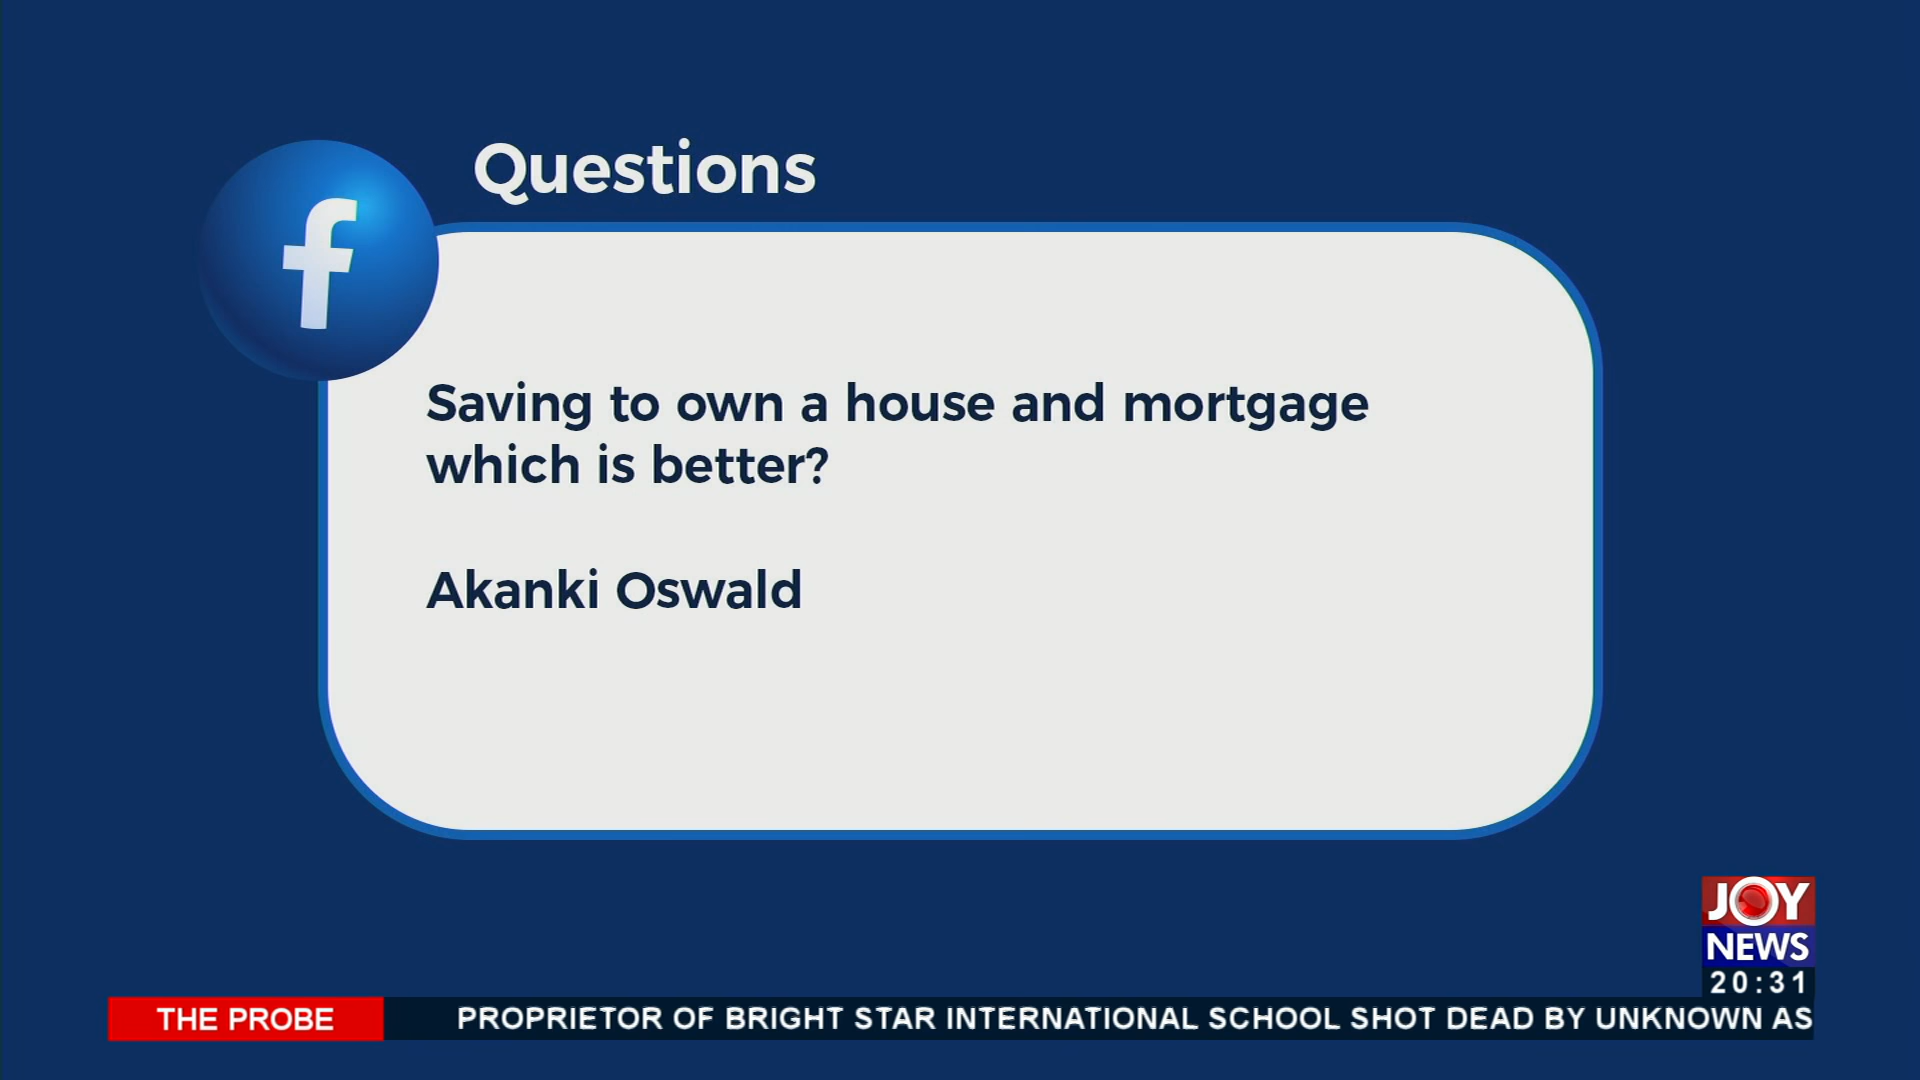 Questions
Saving to own a house and mortgage
which is better?
Akanki Oswald
JOY
NEWS
20:31
THE PROBE
PROPRIETOR OF BRIGHT STAR INTERNATIONAL SCHOOL SHOT DEAD BY UNKNOWN AS